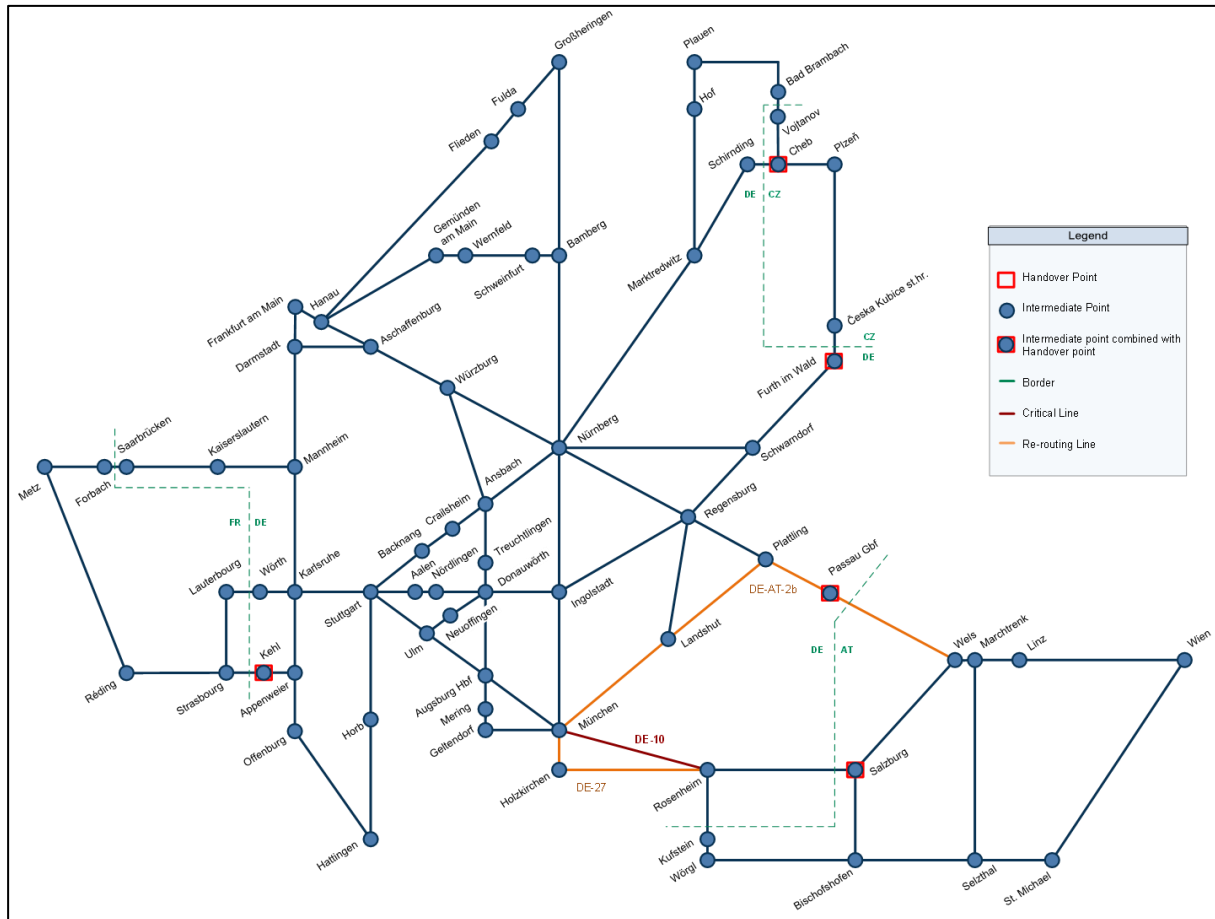 Großheringen
Plauen
Bad Brambach
Fulda
Hof
Vojtanov
Flieden
Cheb
Plzeň
Schirnding
DE
CZ
Gemünden
am Main
Wernfeld
Schweinfurt
Bamberg
Marktredwitz
Legend
Handover Point
Intermediate Point
Intermediate point combined with
Handover point
Border
Critical Line
Re-routing Line
Frankfurt am Main
Hanau
Aschaffenburg
Česka Kubice st.hr.
CZ
DE
Darmstadt
Furth im Wald
Würzburg
Saarbrücken
Kaiserslautern
Mannheim
Nürnberg
Schwarndorf
Metz
Forbach
Ansbach
Crailsheim
Regensburg
FR
DE
Backnang
Treuchtlingen
Plattling
Passau Gbf
Lauterbourg
Wörth
Karlsruhe
Aalen
Nördlingen
Donauwörth
Stuttgart
Ingolstadt
DE-AT-2b
Neuoffingen
Ulm
Landshut
Kehl
DE
AT
Wels
Marchtrenk
Linz
Wien
Réding
Strasbourg
Appenweier
Augsburg Hbf
Mering
München
Geltendorf
Horb
Offenburg
DE-10
Salzburg
Holzkirchen
DE-27
Rosenheim
Hattingen
Kufstein
Wörgl
Bischofshofen
Selzthal
St. Michael